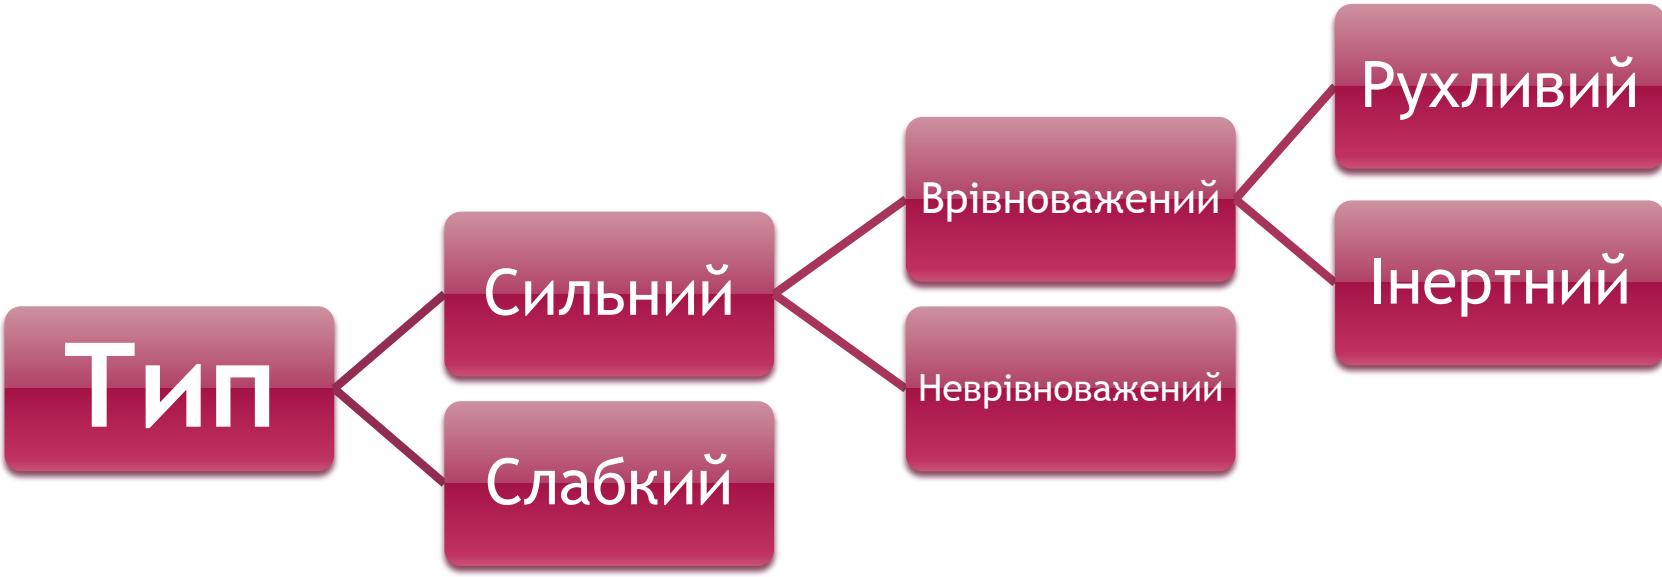 Тип
Сильний
Слабкий
Врівноважений
Неврівноважений
Рухливий
Інертний